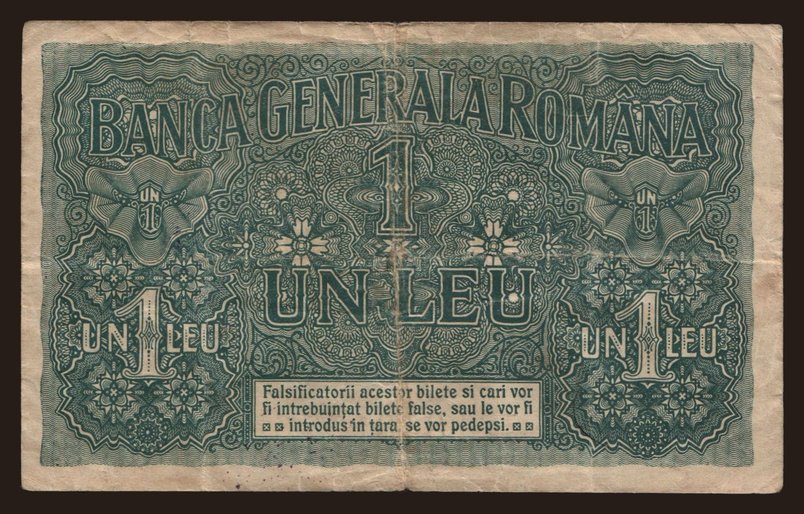 BANCA GENERALA ROMÂNA
1
UN
1
UN
1
UN LEU
UN 1 LEU
UN 1 LEU
Falsificatorii acestor bilete si cari vor
fi intrebuințat bilete false, sau le vor fi
introdus in țara se vor pedepsi.